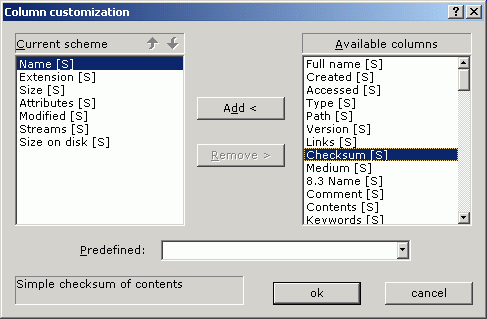 Column customization
Current scheme
Name [S]
Extension [S]
Size [S]
Attributes [S]
Modified [S]
Streams [S]
Size on disk [S]
Add <
Remove >
Available columns
Full name [S]
Created [S]
Accessed [S]
Type [S]
Path [S]
Version [S]
Links [S]
Checksum [S]
Medium [S]
8.3 Name [S]
Comment [S]
Contents [S]
Keywords [S]
Predefined:
Simple checksum of contents
ok
cancel